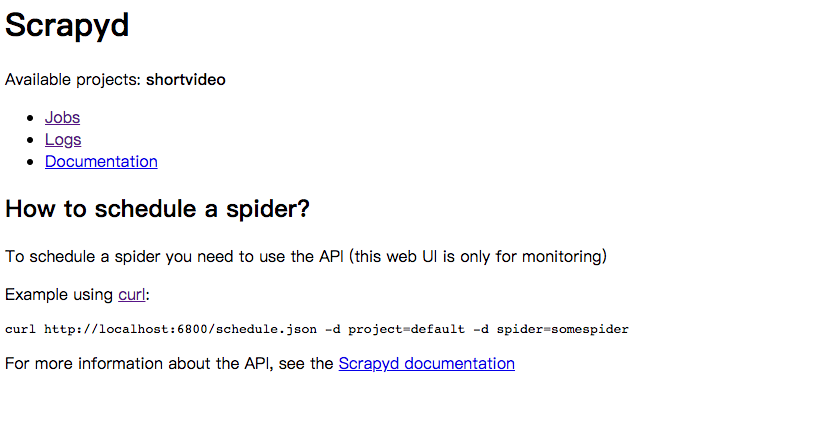 Scrapyd
Available projects: shortvideo
Jobs
Logs
Documentation
How to schedule a spider?
To schedule a spider you need to use the API (this web UI is only for monitoring)
Example using curl:
curl http://localhost:6800/schedule.json -d project=default -d spider=somespider
For more information about the API, see the Scrapyd documentation